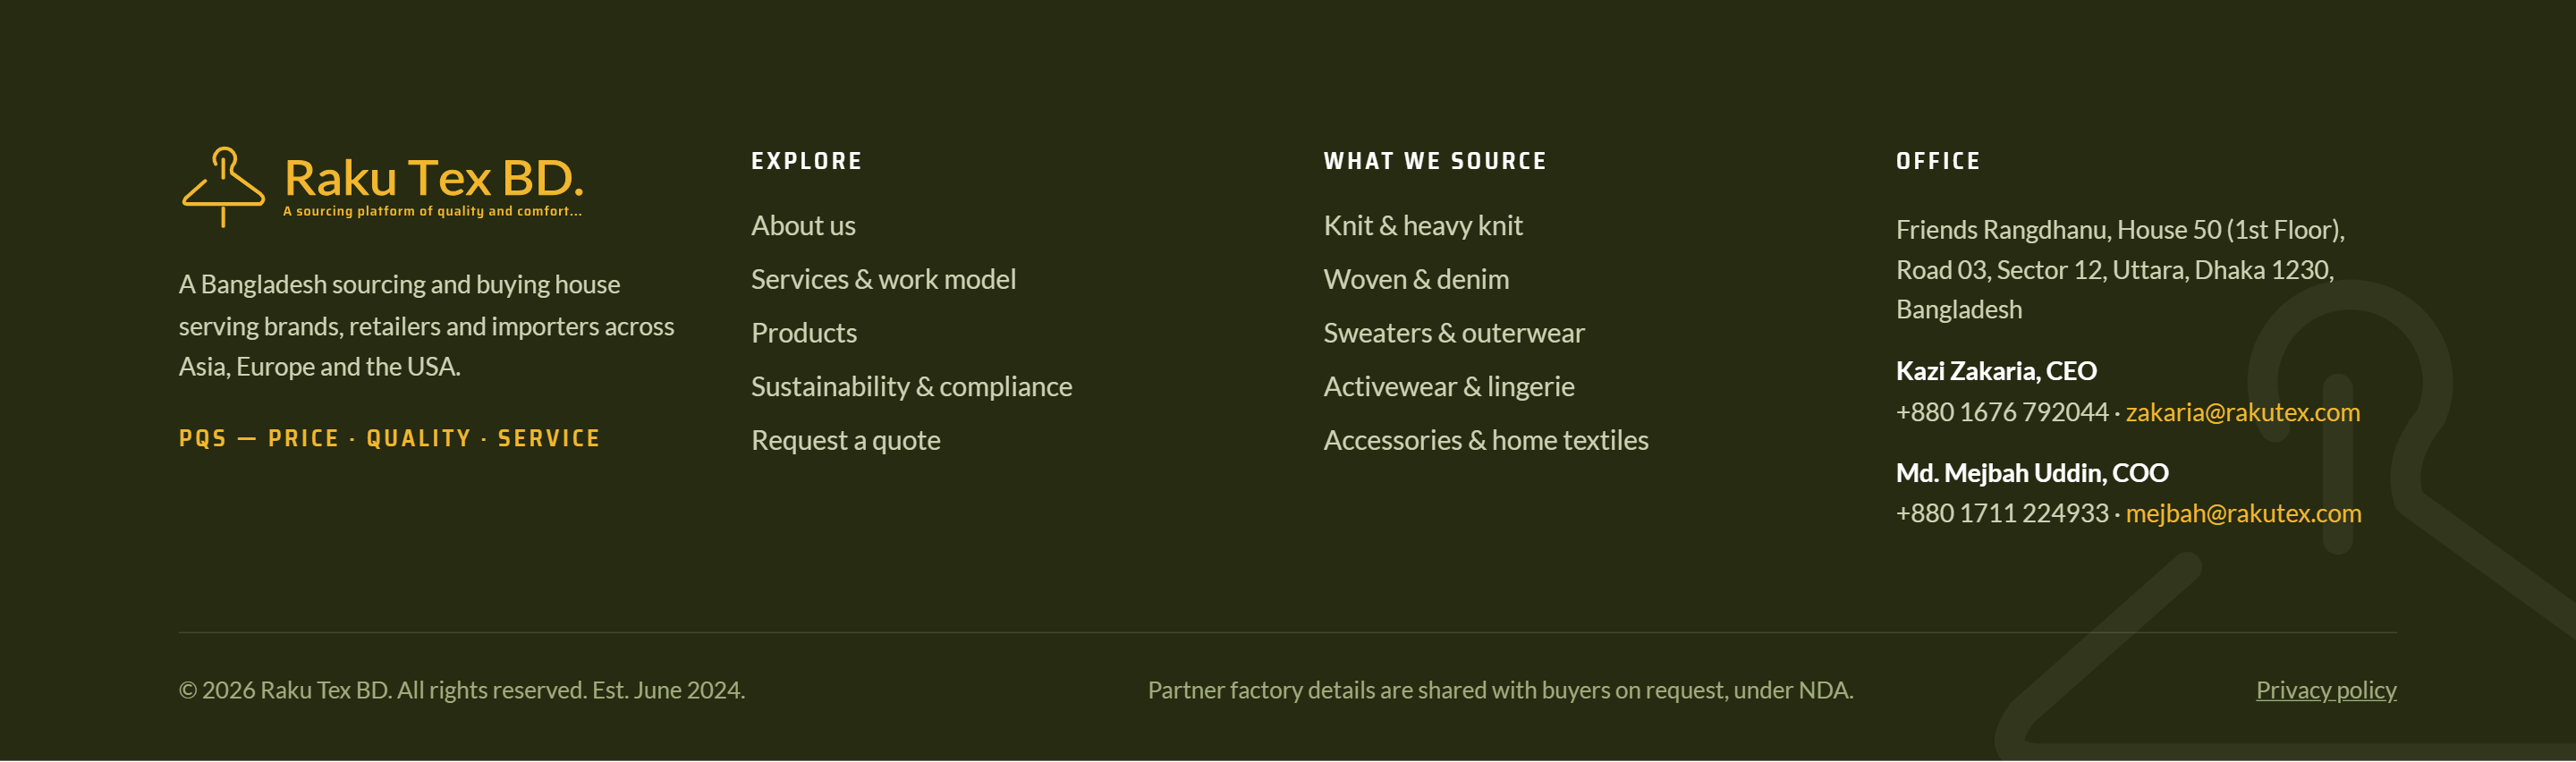 Raku Tex BD.
A sourcing platform of quality and comfort...
A Bangladesh sourcing and buying house
serving brands, retailers and importers across
Asia, Europe and the USA.
PQS — PRICE · QUALITY · SERVICE
EXPLORE
About us
Services & work model
Products
Sustainability & compliance
Request a quote
WHAT WE SOURCE
Knit & heavy knit
Woven & denim
Sweaters & outerwear
Activewear & lingerie
Accessories & home textiles
OFFICE
Friends Rangdhanu, House 50 (1st Floor),
Road 03, Sector 12, Uttara, Dhaka 1230,
Bangladesh
Kazi Zakaria, CEO
+880 1676 792044 · zakaria@rakutex.com
Md. Mejbah Uddin, COO
+880 1711 224933 · mejbah@rakutex.com
© 2026 Raku Tex BD. All rights reserved. Est. June 2024.
Partner factory details are shared with buyers on request, under NDA.
Privacy policy